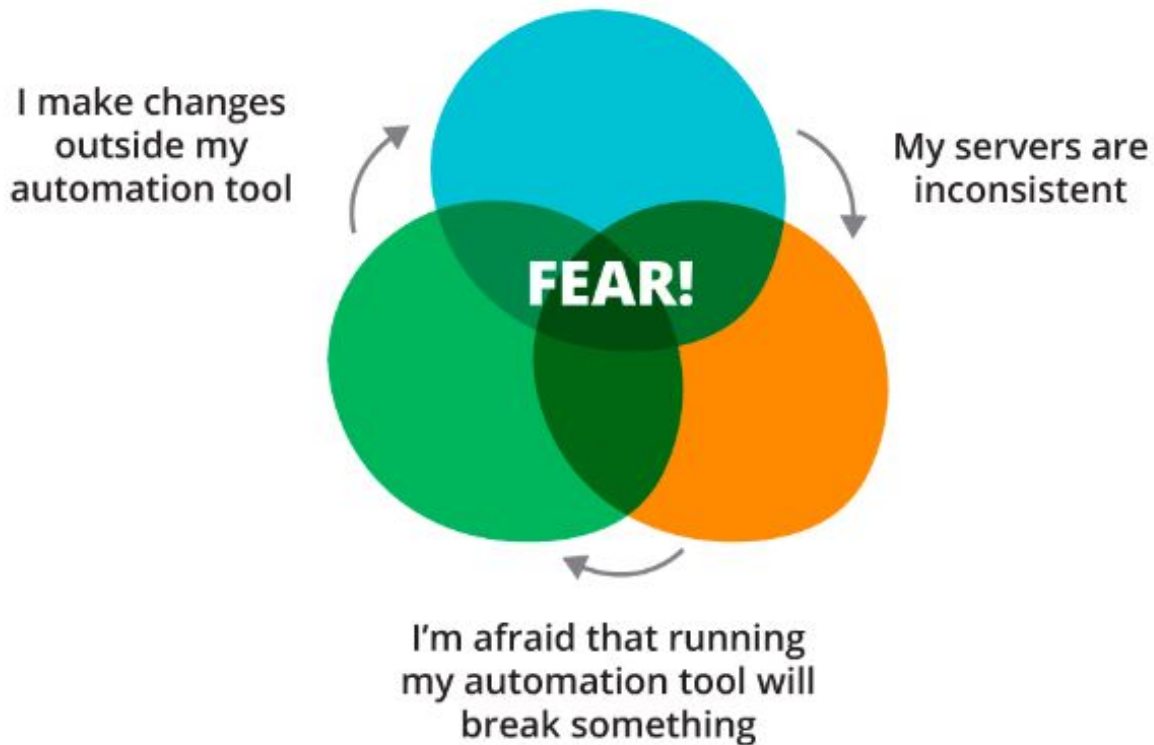 I make changes
outside my
automation tool
My servers are
inconsistent
FEAR!
I’m afraid that running
my automation tool will
break something